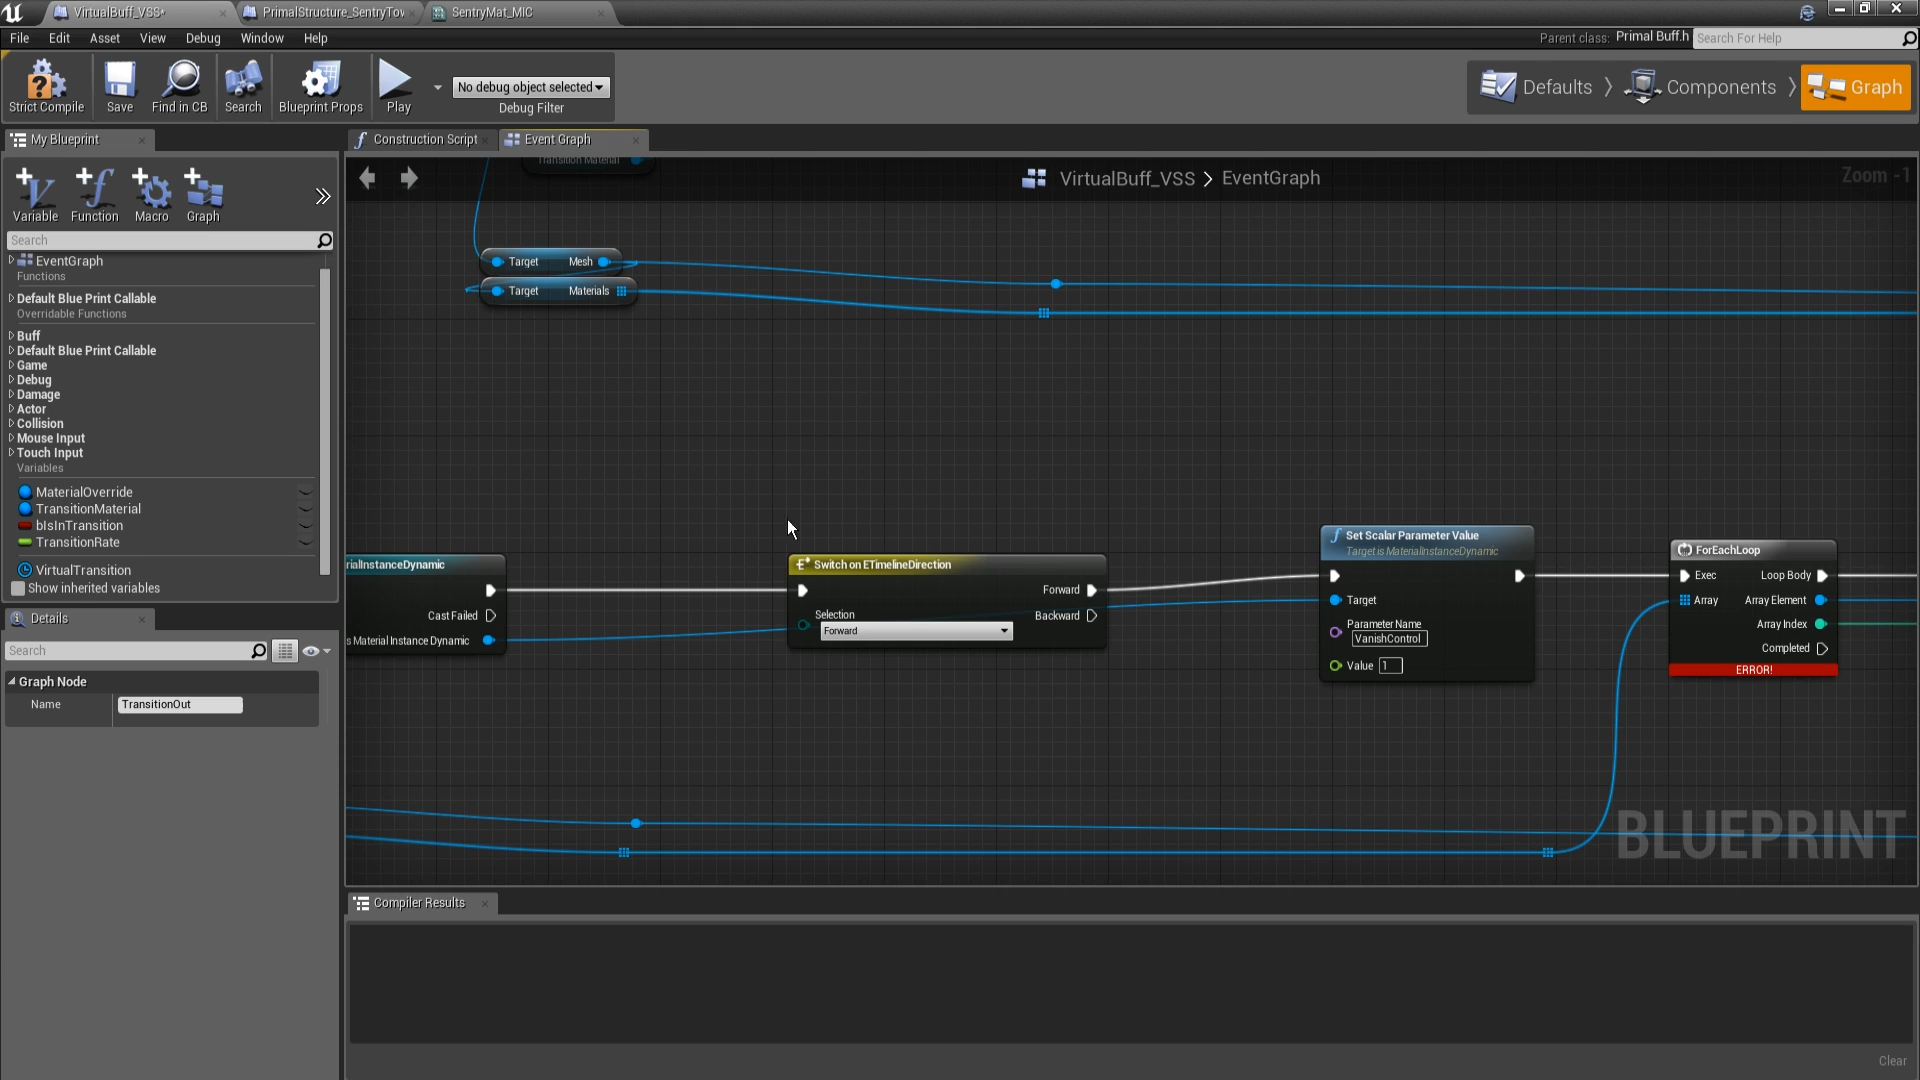 VirtualBuff_VSS*
PrimalStructure_SentryTov
SentryMat_MIC
File Edit Asset View Debug Window Help
Parent class: Primal Buff.h
Search For Help
Strict Compile
Save
Find in CB
Search
Blueprint Props
Play
No debug object selected
Debug Filter
Defaults
Components
Graph
My Blueprint
Variable
Function
Macro
Graph
Search
EventGraph
Functions
Default Blue Print Callable
Overridable Functions
Buff
Default Blue Print Callable
Game
Debug
Damage
Actor
Collision
Mouse Input
Touch Input
Variables
MaterialOverride
TransitionMaterial
bIsInTransition
TransitionRate
VirtualTransition
Show inherited variables
Details
Search
Graph Node
Name TransitionOut
Construction Script
Event Graph
VirtualBuff_VSS > EventGraph
Zoom -1
Transition Material
Target Mesh
Target Materials
rialInstanceDynamic
Cast Failed
s Material Instance Dynamic
Switch on ETimelineDirection
Forward
Selection
Forward
Backward
Set Scalar Parameter Value
Target is MaterialInstanceDynamic
Target
Parameter Name
VanishControl
Value 1
ForEachLoop
Exec Loop Body
Array Array Element
Array Index
Completed
ERROR!
BLUEPRINT
Compiler Results
Clear